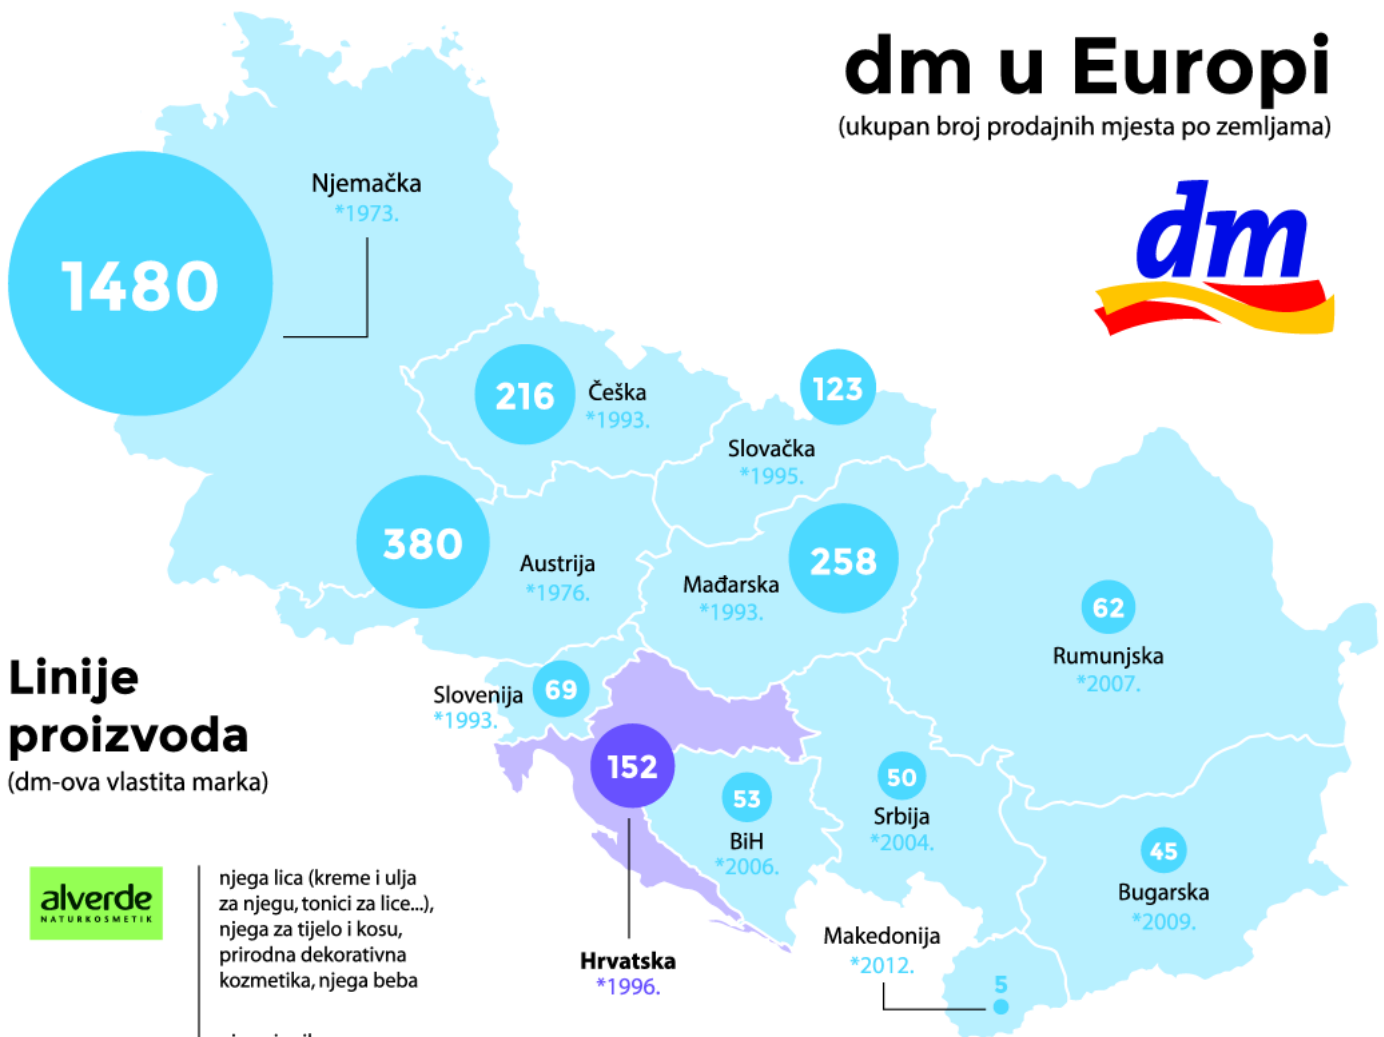 dm u Europi
(ukupan broj prodajnih mjesta po zemljama)
dm
Njemačka
*1973.
1480
216
Češka
*1993.
123
Slovačka
*1995.
380
Austrija
*1976.
258
Mađarska
*1993.
62
Rumunjska
*2007.
Slovenija
*1993.
69
152
Hrvatska
*1996.
53
BiH
*2006.
50
Srbija
*2004.
45
Bugarska
*2009.
Makedonija
*2012.
5
Linije
proizvoda
(dm-ova vlastita marka)
alverde
NATURKOSMETIK
njega lica (kreme i ulja
za njegu, tonici za lice...),
njega za tijelo i kosu,
prirodna dekorativna
kozmetika, njega beba